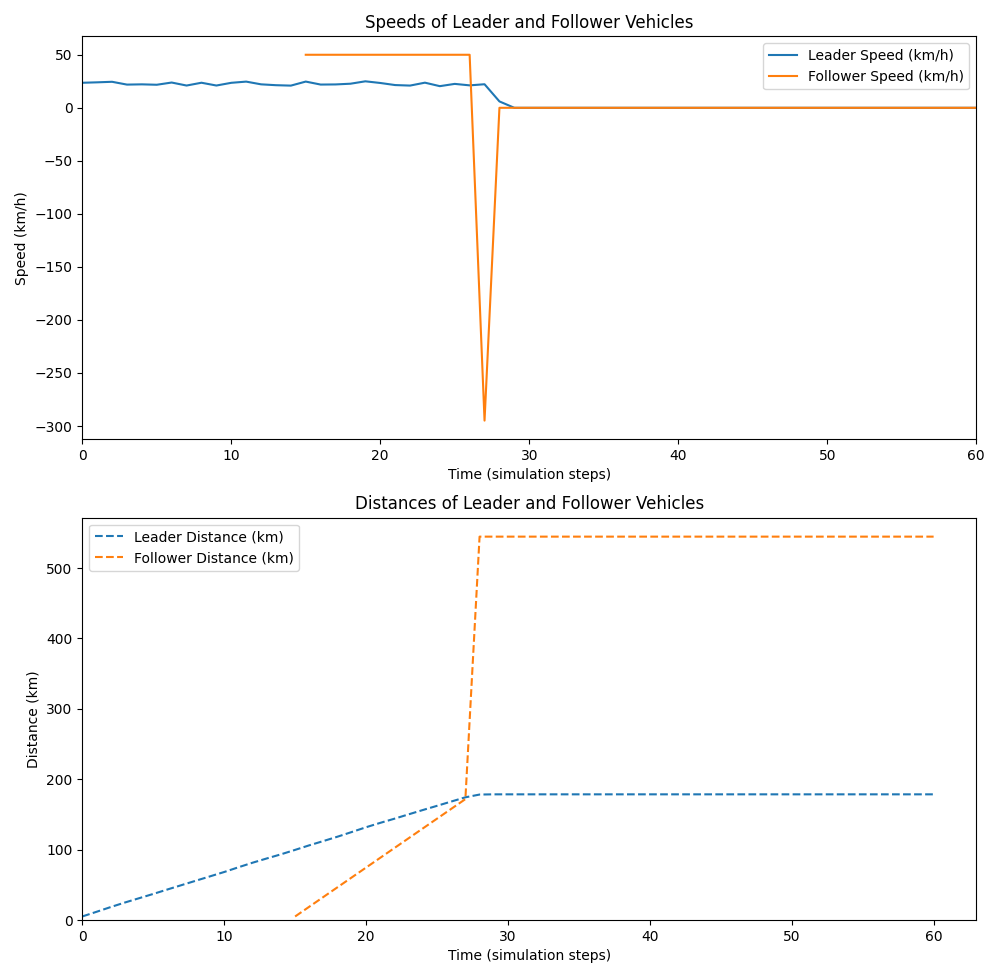 Speeds of Leader and Follower Vehicles
50
0
−50
−100
−150
−200
−250
−300
Speed (km/h)
Leader Speed (km/h)
Follower Speed (km/h)
0 10 20 30 40 50 60
Time (simulation steps)
Distances of Leader and Follower Vehicles
Leader Distance (km)
Follower Distance (km)
500
400
300
200
100
0
Distance (km)
0 10 20 30 40 50 60
Time (simulation steps)